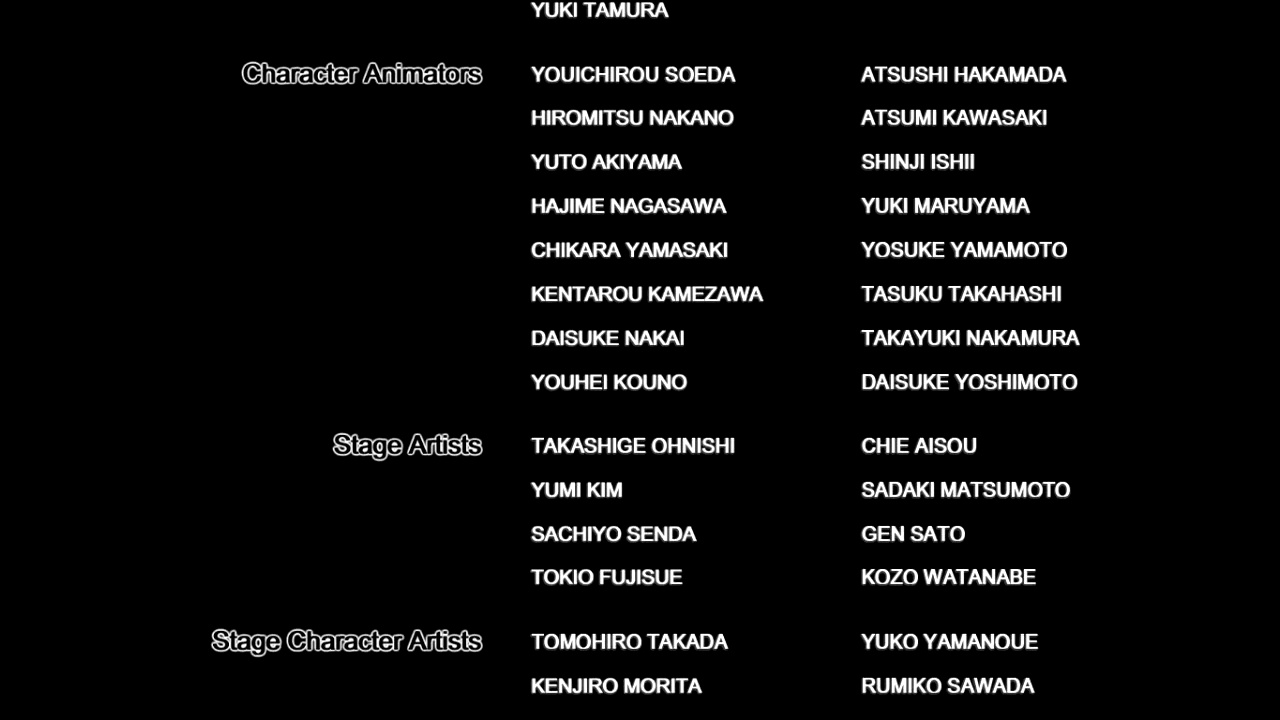 YUKI TAMURA
Character Animators YOUICHIROU SOEDA ATSUSHI HAKAMADA
HIROMITSU NAKANO ATSUMI KAWASAKI
YUTO AKIYAMA SHINJI ISHII
HAJIME NAGASAWA YUKI MARUYAMA
CHIKARA YAMASAKI YOSUKE YAMAMOTO
KENTAROU KAMEZAWA TASUKU TAKAHASHI
DAISUKE NAKAI TAKAYUKI NAKAMURA
YOUHEI KOUNO DAISUKE YOSHIMOTO
Stage Artists TAKASHIGE OHNISHI CHIE AISOU
YUMI KIM SADAKI MATSUMOTO
SACHIYO SENDA GEN SATO
TOKIO FUJISUE KOZO WATANABE
Stage Character Artists TOMOHIRO TAKADA YUKO YAMANOUE
KENJIRO MORITA RUMIKO SAWADA